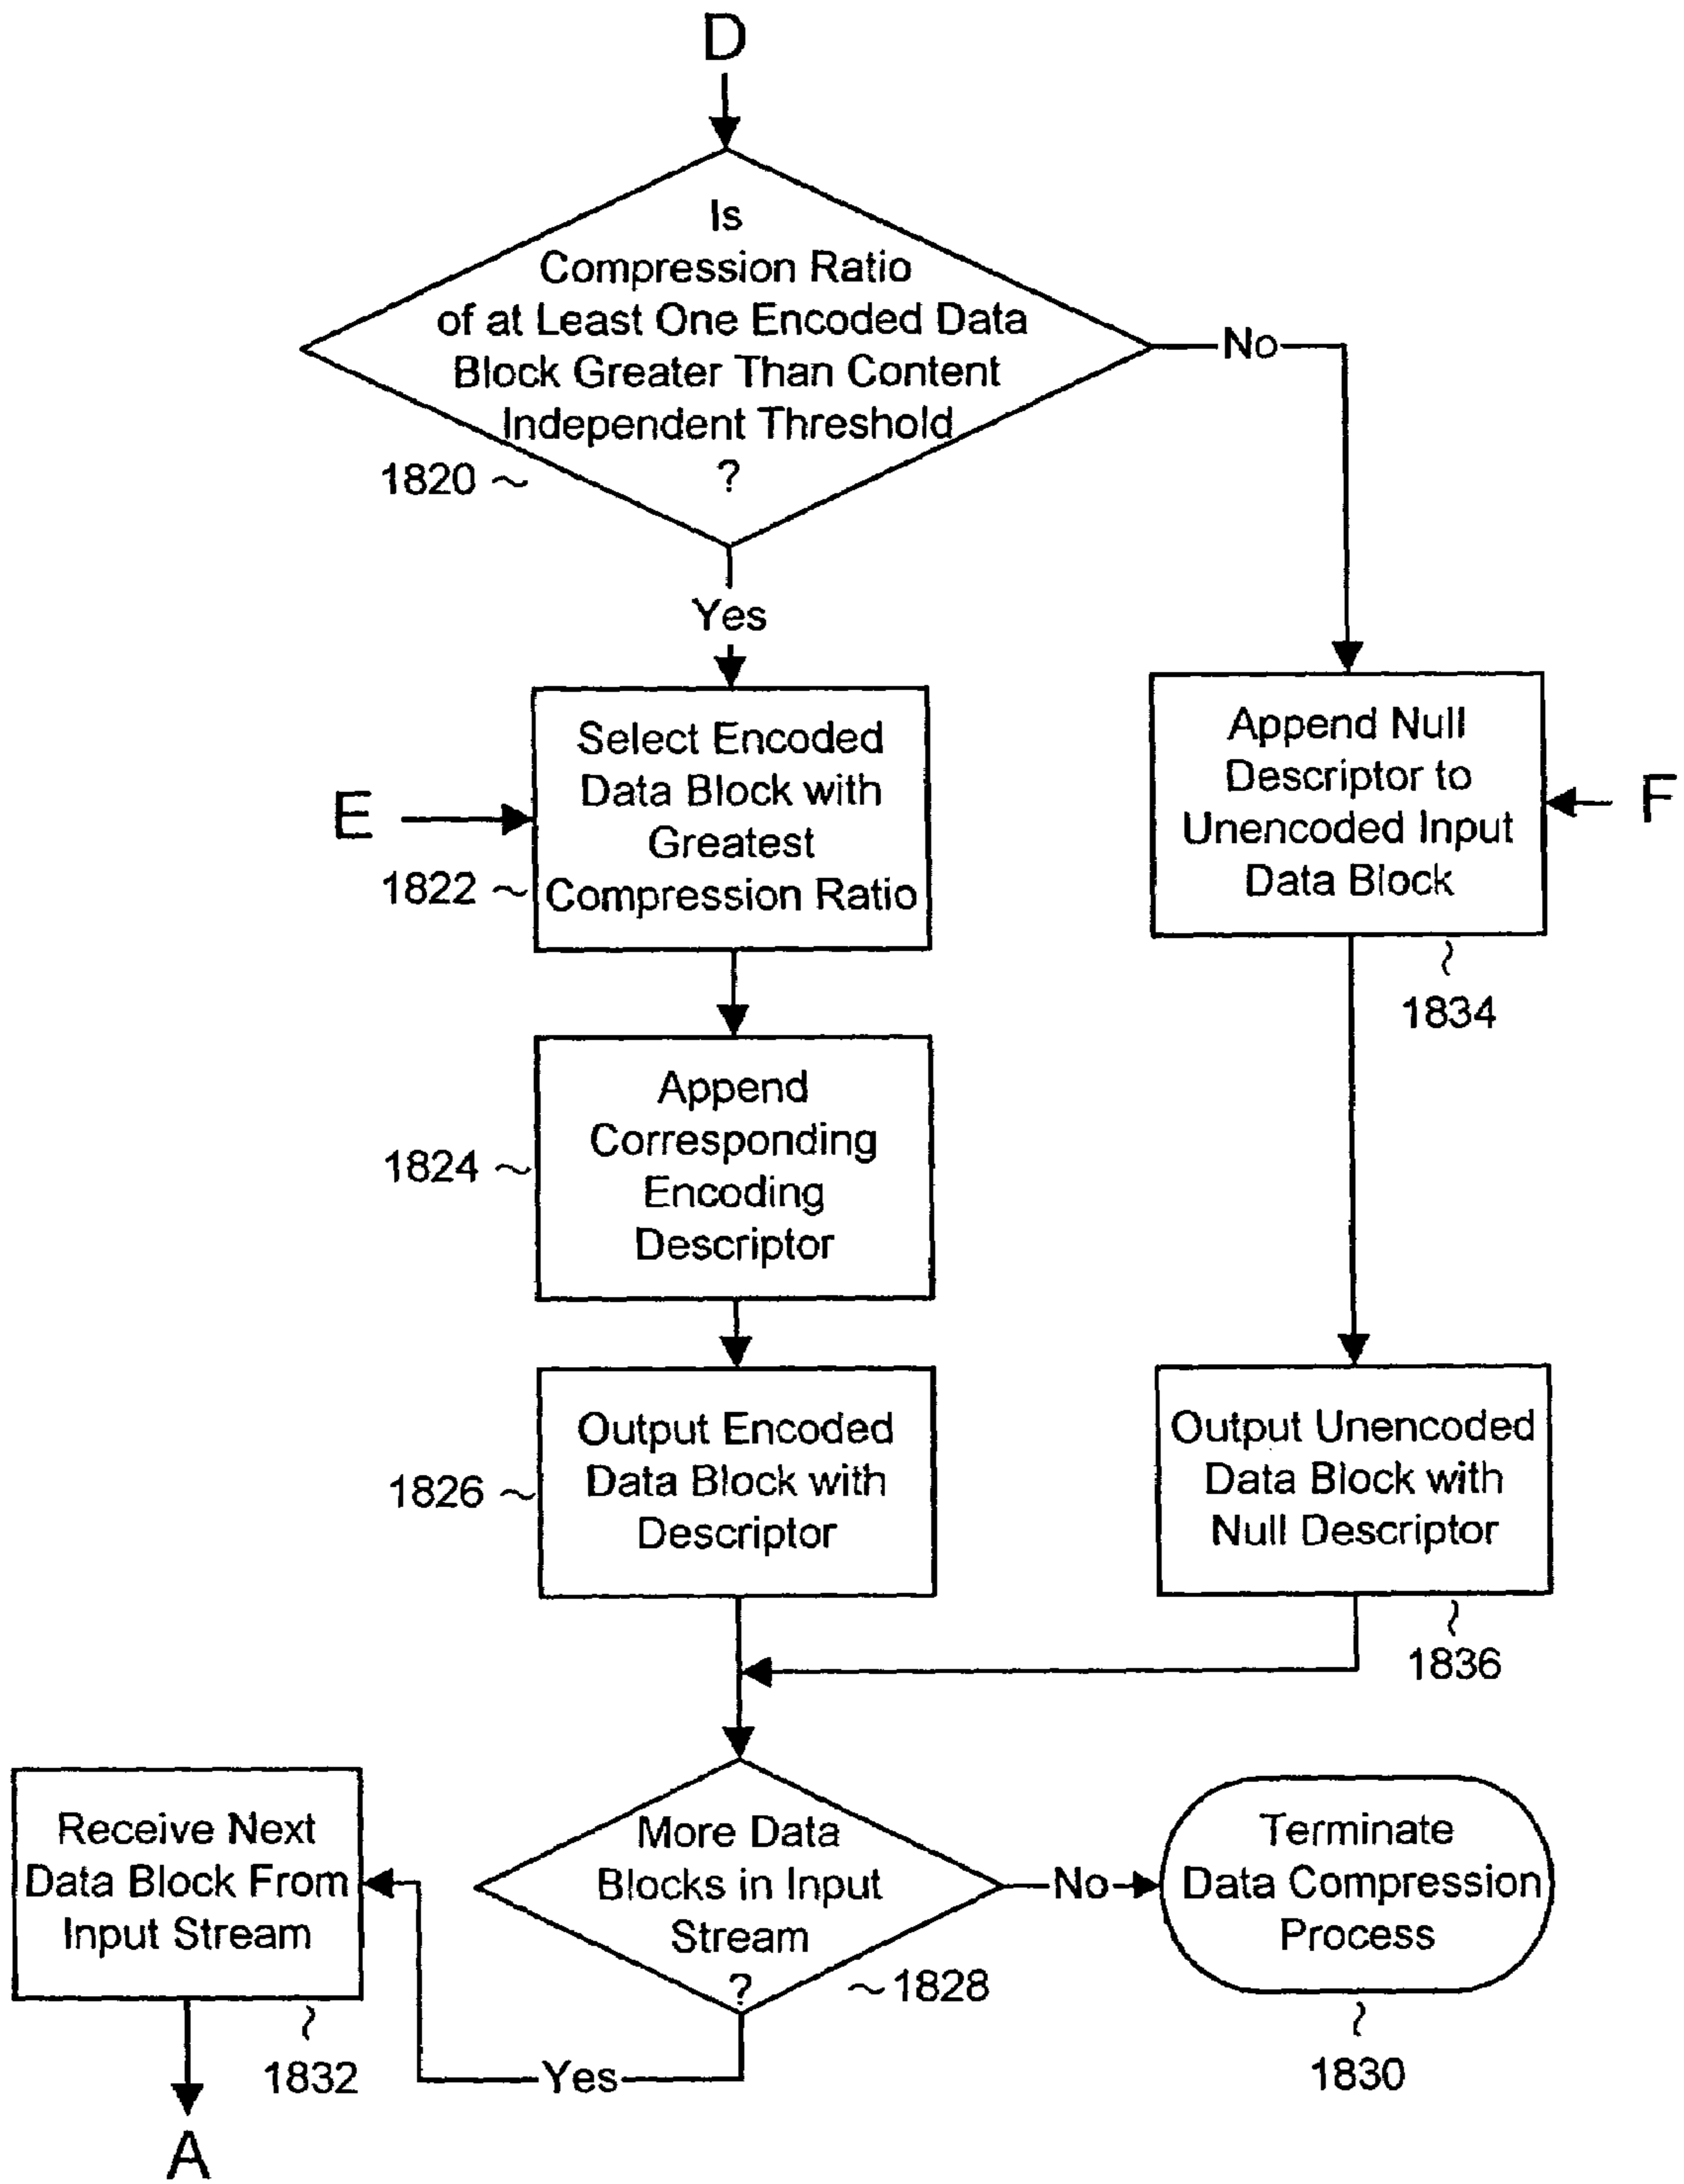 D
Is
Compression Ratio
of at Least One Encoded Data
Block Greater Than Content
Independent Threshold
?
1820
No
Yes
Select Encoded
Data Block with
Greatest
Compression Ratio
E
1822
Append Null
Descriptor to
Unencoded Input
Data Block
F
1834
Append
Corresponding
Encoding
Descriptor
1824
Output Encoded
Data Block with
Descriptor
1826
Output Unencoded
Data Block with
Null Descriptor
1836
More Data
Blocks in Input
Stream
?
1828
No
Terminate
Data Compression
Process
1830
Yes
Receive Next
Data Block From
Input Stream
1832
A